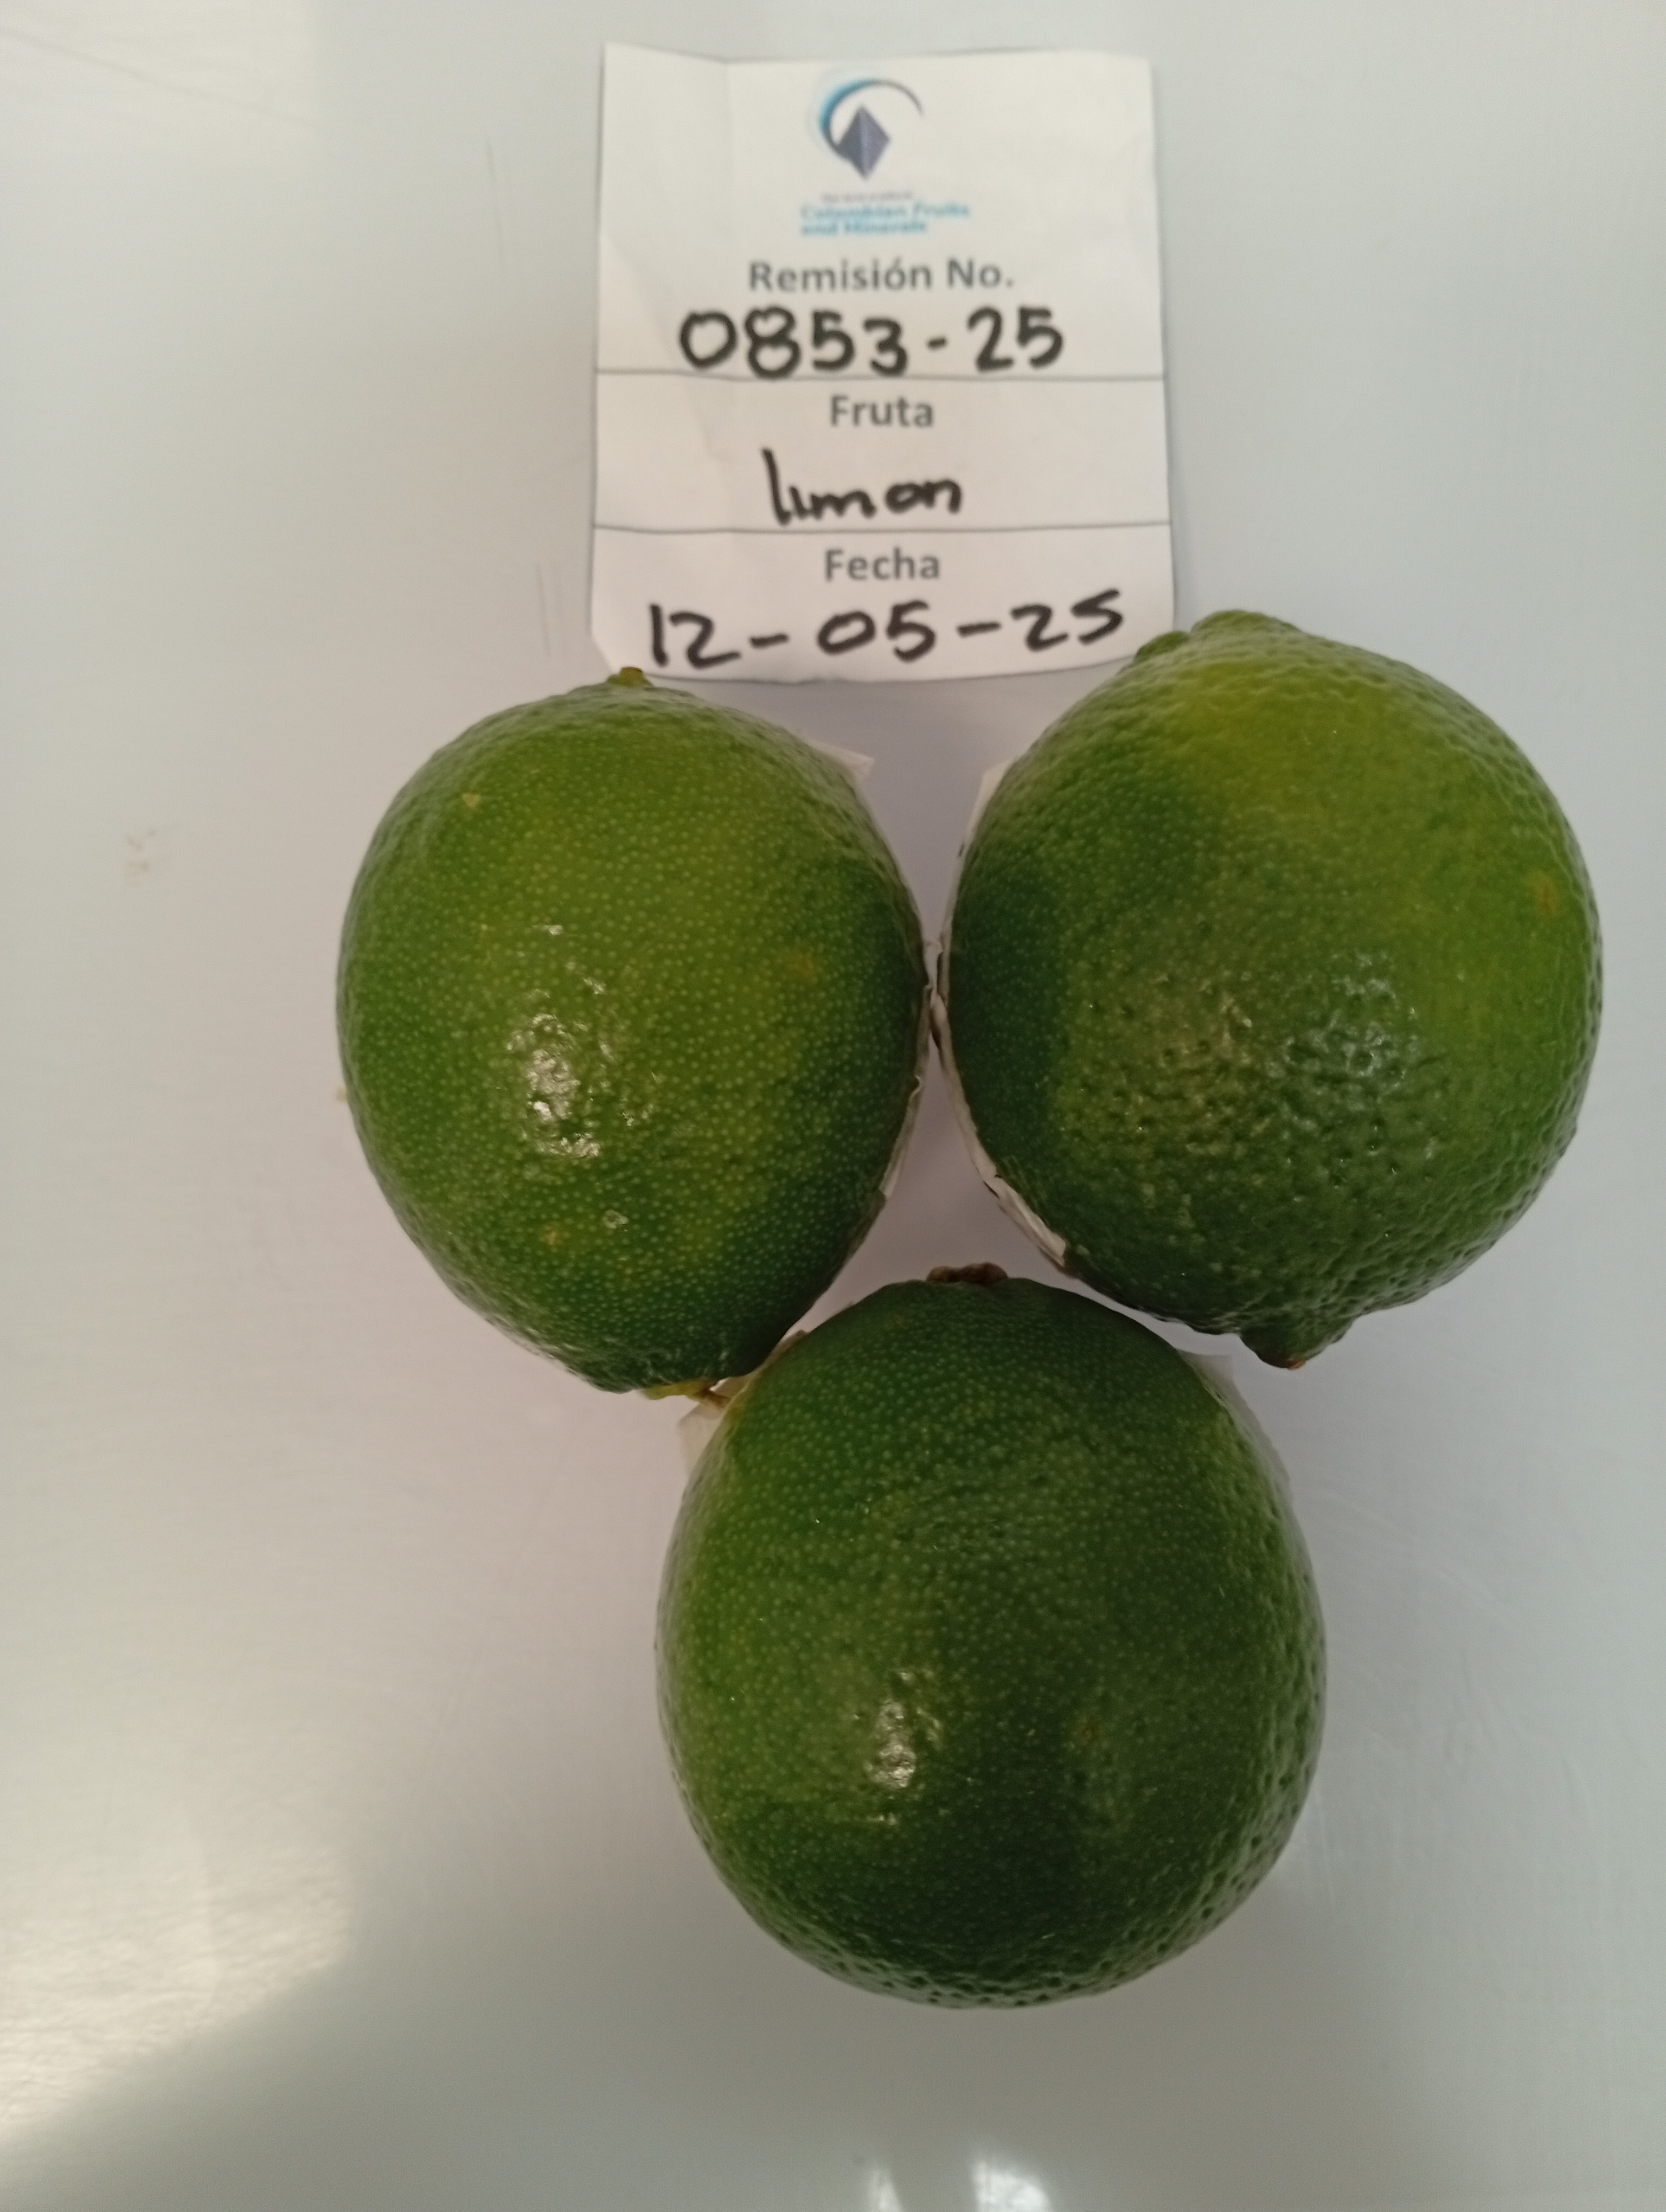 Colombian Fruits
and Minerals
Remisión No.
0853-25
Fruta
limon
Fecha
12-05-25